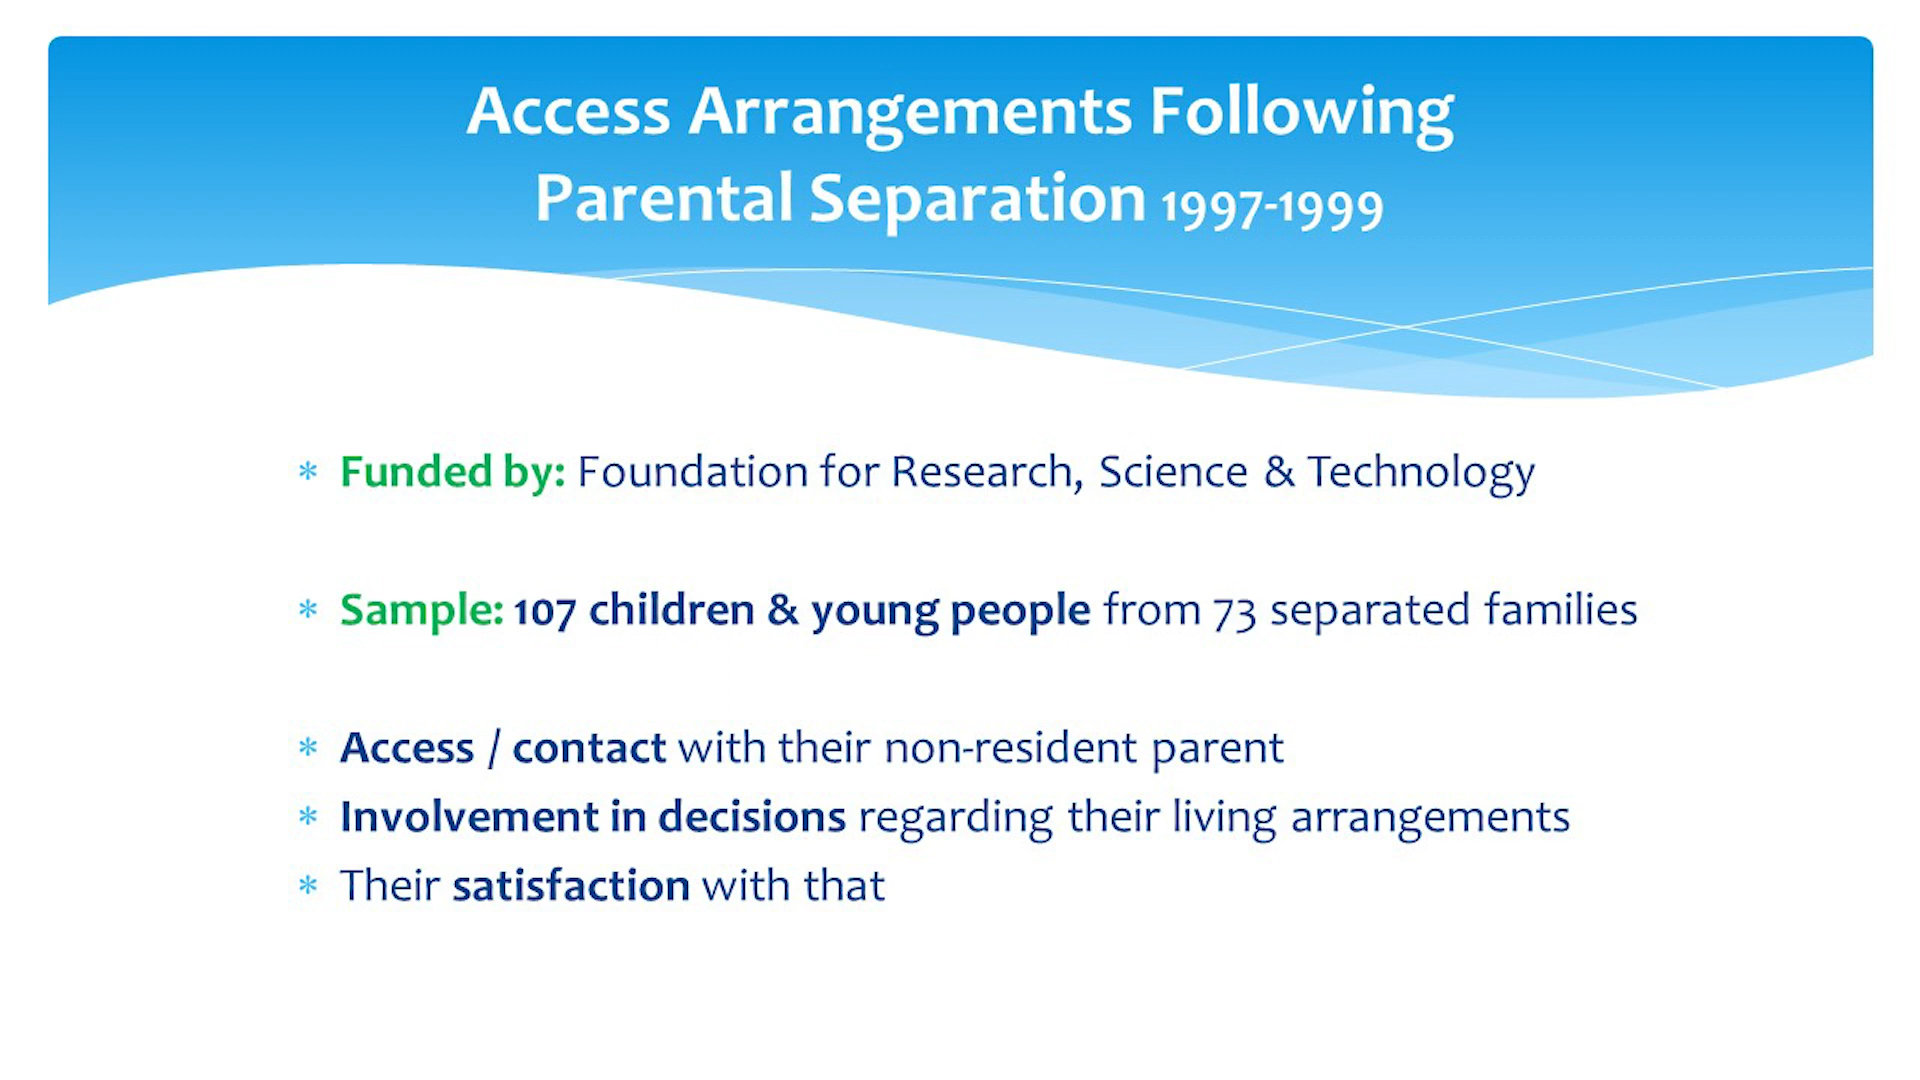 Access Arrangements Following
Parental Separation 1997-1999
* Funded by: Foundation for Research, Science & Technology
* Sample: 107 children & young people from 73 separated families
* Access / contact with their non-resident parent
* Involvement in decisions regarding their living arrangements
* Their satisfaction with that